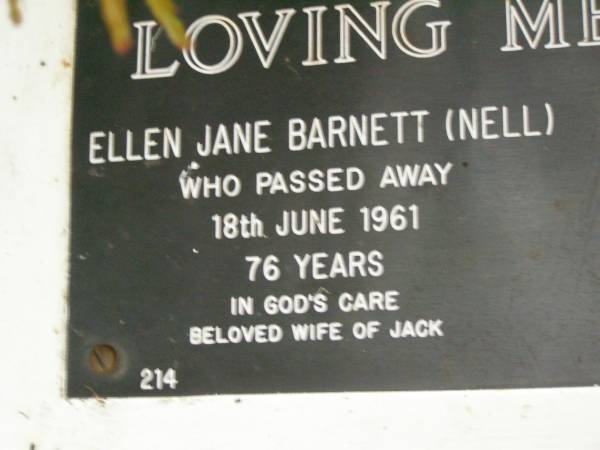 LOVING ME
ELLEN JANE BARNETT (NELL)
WHO PASSED AWAY
18th JUNE 1961
76 YEARS
IN GOD'S CARE
BELOVED WIFE OF JACK
214